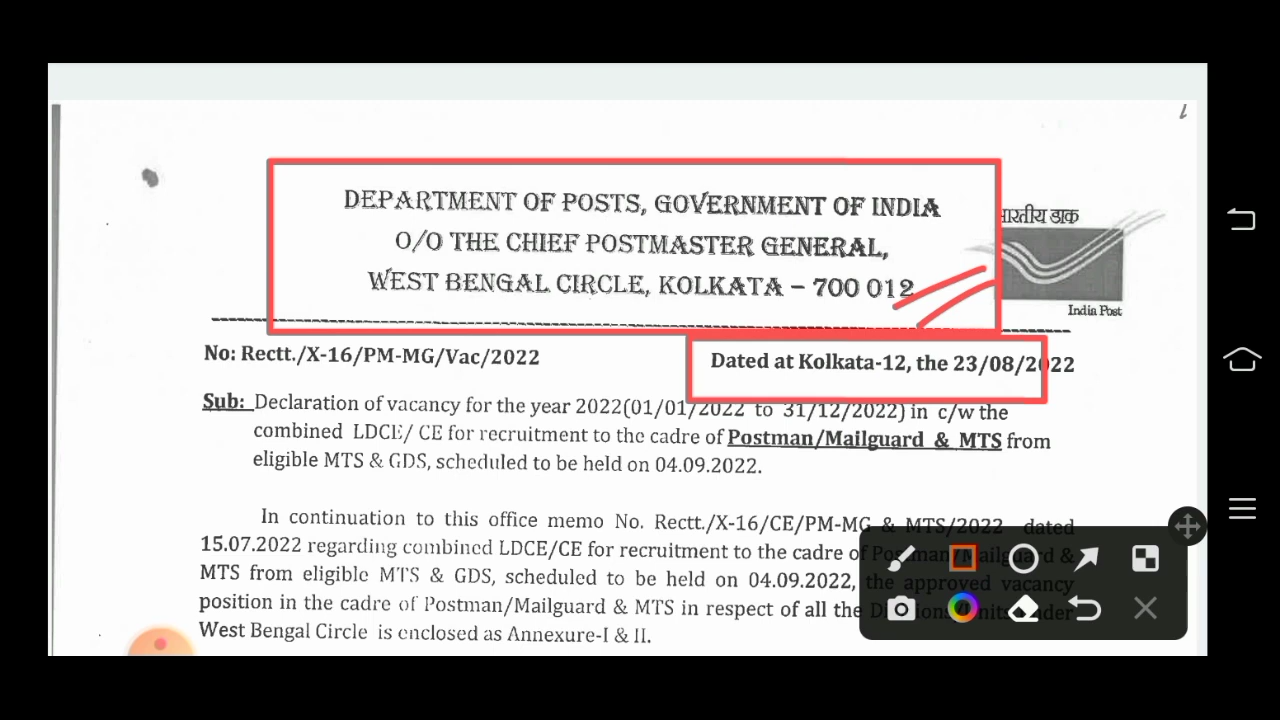 DEPARTMENT OF POSTS, GOVERNMENT OF INDIA
O/O THE CHIEF POSTMASTER GENERAL,
WEST BENGAL CIRCLE, KOLKATA – 700 012
भारतीय डाक
India Post
No: Rectt./X-16/PM-MG/Vac/2022
Dated at Kolkata-12, the 23/08/2022
Sub: Declaration of vacancy for the year 2022(01/01/2022 to 31/12/2022) in c/w the
combined LDCE/ CE for recruitment to the cadre of Postman/Mailguard & MTS from
eligible MTS & GDS, scheduled to be held on 04.09.2022.
In continuation to this office memo No. Rectt./X-16/CE/PM-MG & MTS/2022 dated
15.07.2022 regarding combined LDCE/CE for recruitment to the cadre of Postman/Mailguard &
MTS from eligible MTS & GDS, scheduled to be held on 04.09.2022, the approved vacancy
position in the cadre of Postman/Mailguard & MTS in respect of all the Divisions/Units under
West Bengal Circle is enclosed as Annexure-I & II.